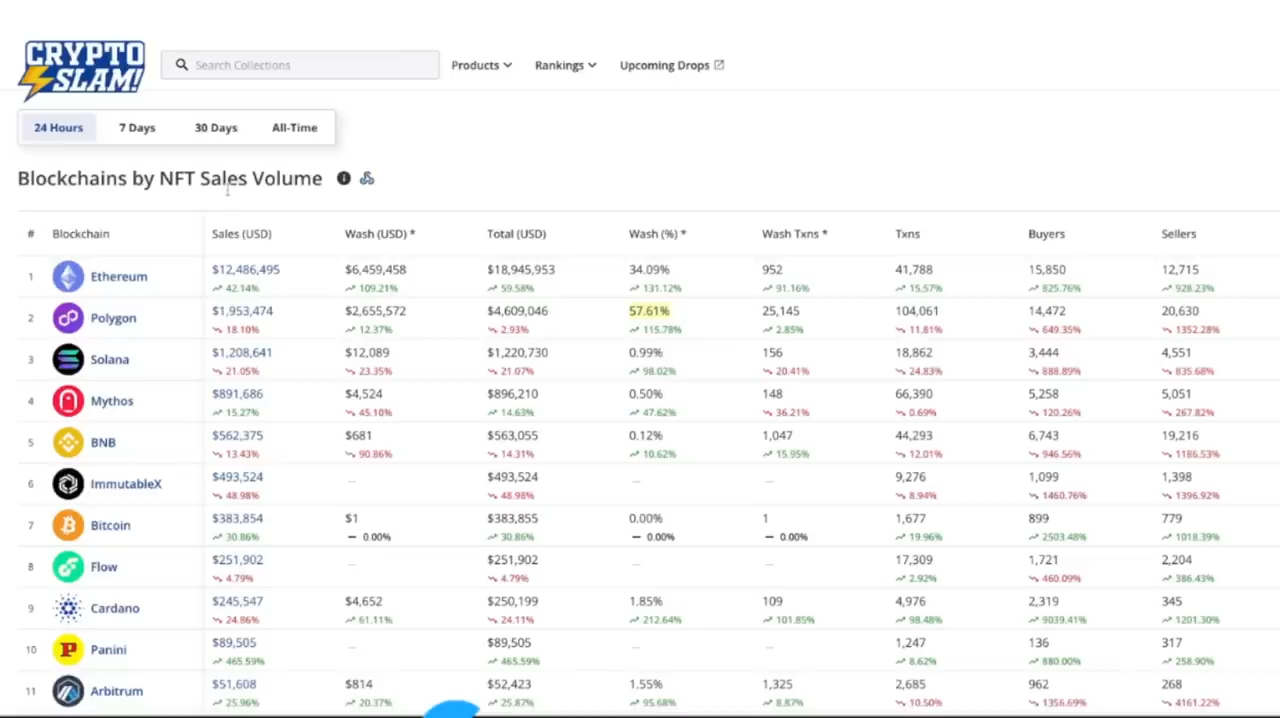 CRYPTO
SLAM!
Search Collections Products Rankings Upcoming Drops
24 Hours 7 Days 30 Days All-Time
Blockchains by NFT Sales Volume
# Blockchain Sales (USD) Wash (USD) * Total (USD) Wash (%) * Wash Txns * Txns Buyers Sellers
1 Ethereum $12,486,495 $6,459,458 $18,945,953 34.09% 952 41,788 15,850 12,715
42.14% 109.21% 59.58% 131.12% 91.16% 15.57% 825.76% 928.23%
2 Polygon $1,953,474 $2,655,572 $4,609,046 57.61% 25,145 104,061 14,472 20,630
18.10% 12.37% 2.93% 115.78% 2.85% 11.81% 649.35% 1352.28%
3 Solana $1,208,641 $12,089 $1,220,730 0.99% 156 18,862 3,444 4,551
21.05% 23.35% 21.07% 98.02% 20.41% 24.83% 888.89% 835.68%
4 Mythos $891,686 $4,524 $896,210 0.50% 148 66,390 5,258 5,051
15.27% 45.10% 14.63% 47.62% 36.21% 0.69% 120.26% 267.82%
5 BNB $562,375 $681 $563,055 0.12% 1,047 44,293 6,743 19,216
13.43% 90.86% 14.31% 10.62% 15.95% 12.01% 946.56% 1186.53%
6 ImmutableX $493,524 — $493,524 — — 9,276 1,099 1,398
48.98% 48.98% 8.94% 1460.76% 1396.92%
7 Bitcoin $383,854 $1 $383,855 0.00% 1 1,677 899 779
30.86% — 0.00% 30.86% — 0.00% — 0.00% 19.96% 2503.48% 1018.39%
8 Flow $251,902 — $251,902 — — 17,309 1,721 2,204
4.79% 4.79% 2.92% 460.09% 386.43%
9 Cardano $245,547 $4,652 $250,199 1.85% 109 4,976 2,319 345
24.86% 61.11% 24.11% 212.64% 101.85% 98.48% 9039.41% 1201.30%
10 Panini $89,505 — $89,505 — — 1,247 136 317
465.59% 465.59% 8.62% 880.00% 258.90%
11 Arbitrum $51,608 $814 $52,423 1.55% 1,325 2,685 962 268
25.96% 20.37% 25.87% 95.68% 8.87% 10.50% 1356.69% 4161.22%